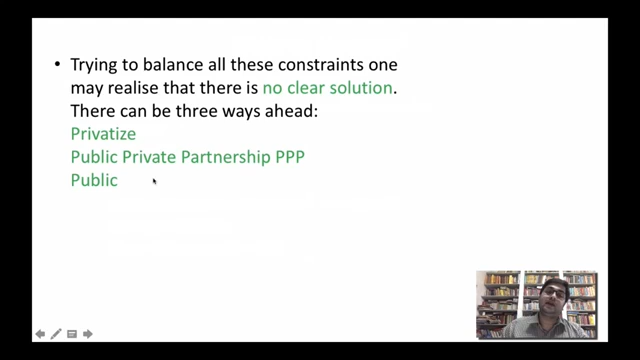 • Trying to balance all these constraints one
may realise that there is no clear solution.
There can be three ways ahead:
Privatize
Public Private Partnership PPP
Public